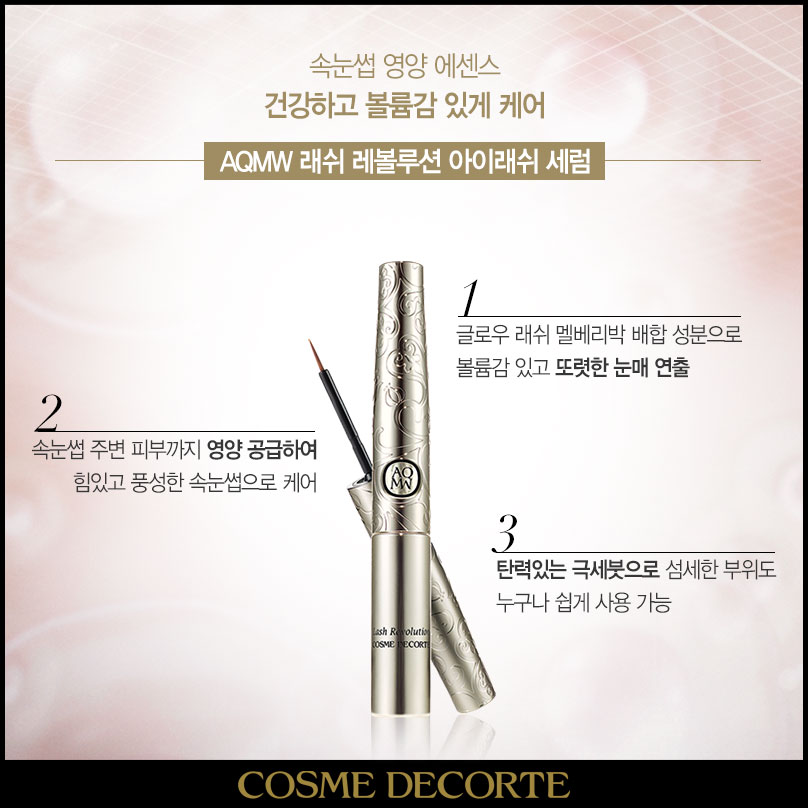 속눈썹 영양 에센스
건강하고 볼륨감 있게 케어
AQMW 래쉬 레볼루션 아이래쉬 세럼
1
글로우 래쉬 멜베리박 배합 성분으로
볼륨감 있고 또렷한 눈매 연출
2
속눈썹 주변 피부까지 영양 공급하여
힘있고 풍성한 속눈썹으로 케어
3
탄력있는 극세붓으로 섬세한 부위도
누구나 쉽게 사용 가능
AQ
MW
Lash Revolution
COSME DECORTE
COSME DECORTE